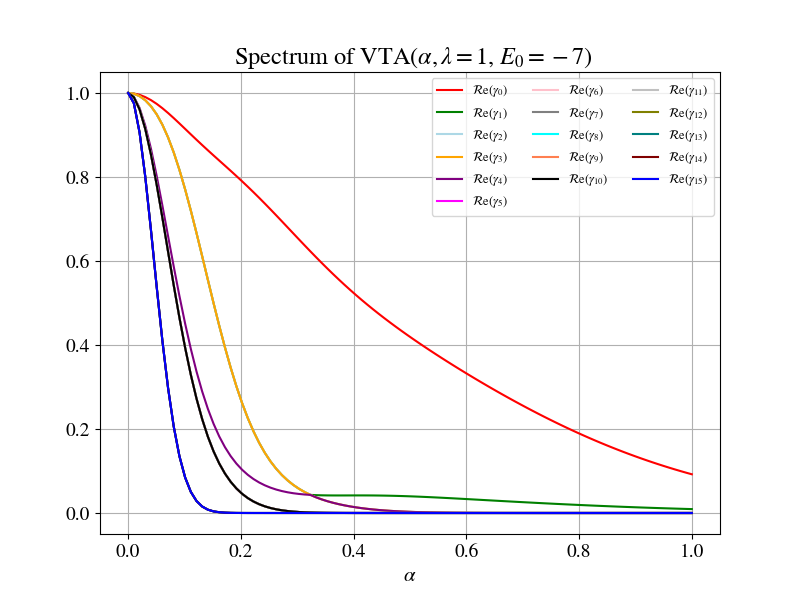 Spectrum of VTA(α, λ = 1, E₀ = −7)
ℛe(γ₀)
ℛe(γ₁)
ℛe(γ₂)
ℛe(γ₃)
ℛe(γ₄)
ℛe(γ₅)
ℛe(γ₆)
ℛe(γ₇)
ℛe(γ₈)
ℛe(γ₉)
ℛe(γ₁₀)
ℛe(γ₁₁)
ℛe(γ₁₂)
ℛe(γ₁₃)
ℛe(γ₁₄)
ℛe(γ₁₅)
1.0
0.8
0.6
0.4
0.2
0.0
0.0 0.2 0.4 0.6 0.8 1.0
α